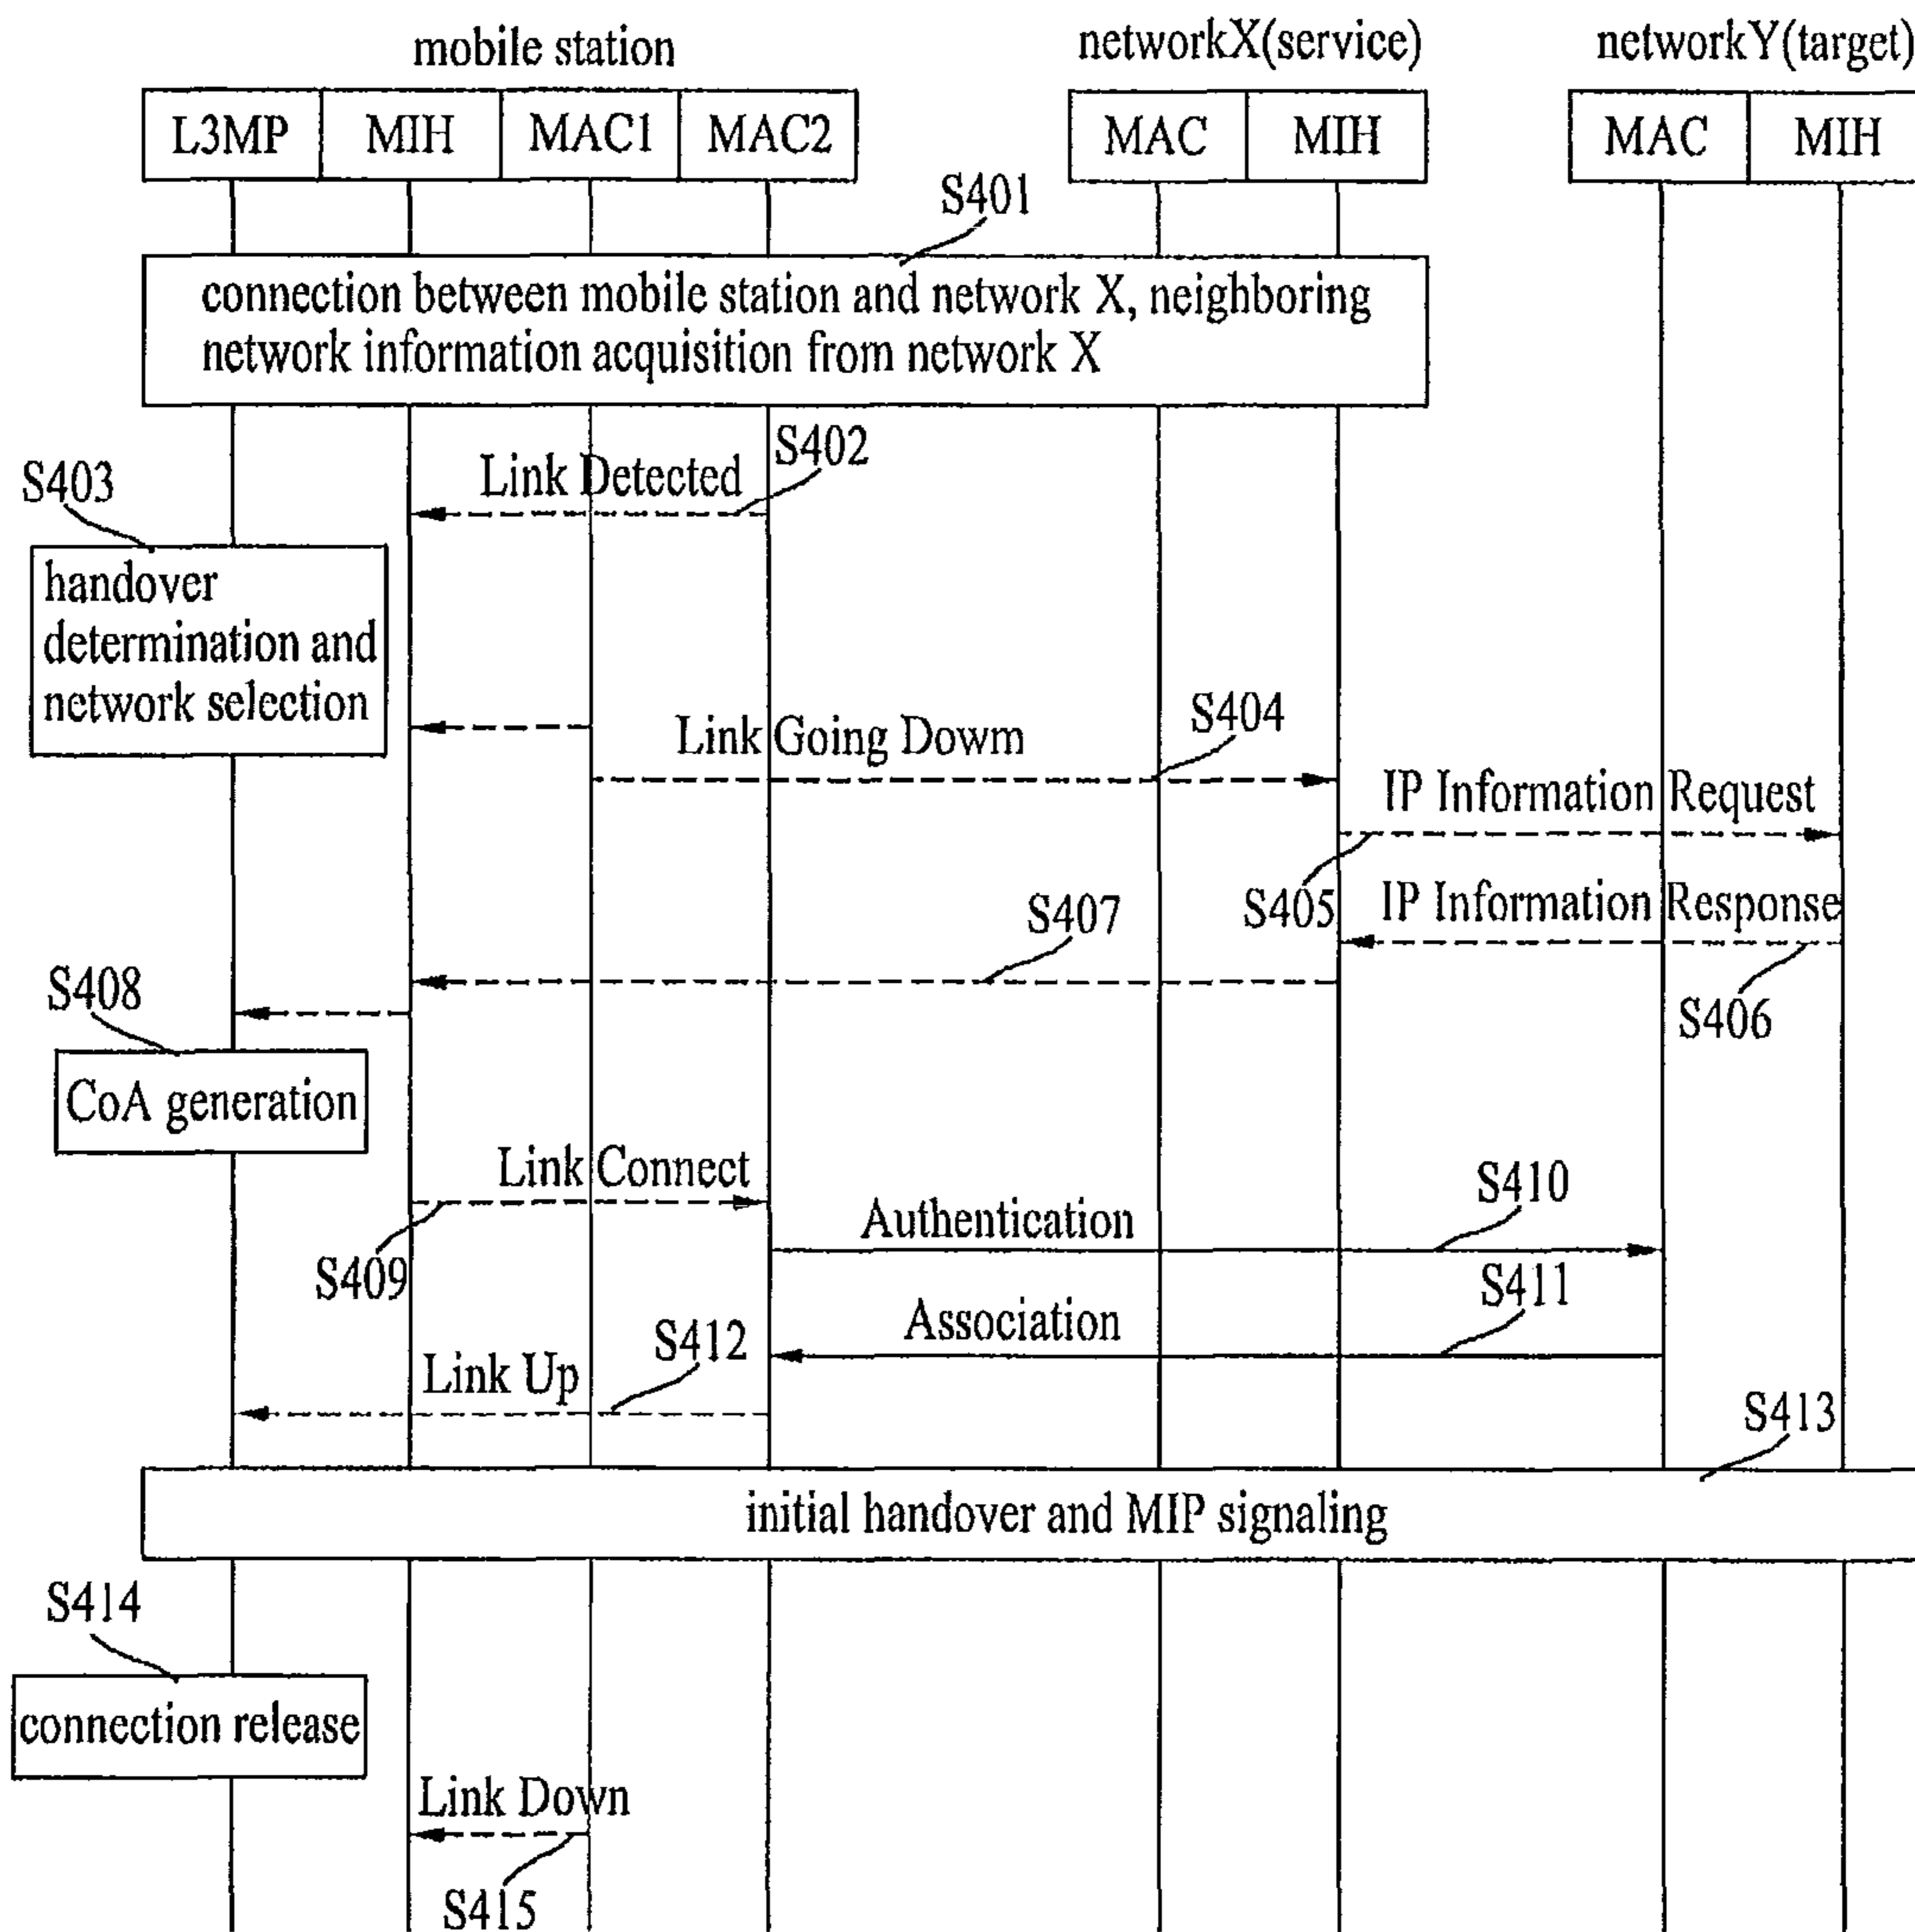 mobile station
networkX(service)
networkY(target)
L3MP
MIH
MAC1
MAC2
MAC
MIH
MAC
MIH
S401
connection between mobile station and network X, neighboring
network information acquisition from network X
S402
Link Detected
S403
handover
determination and
network selection
S404
Link Going Dowm
IP Information Request
S405
IP Information Response
S407
S406
S408
CoA generation
Link Connect
S409
S410
Authentication
S411
Association
S412
Link Up
S413
initial handover and MIP signaling
S414
connection release
Link Down
S415